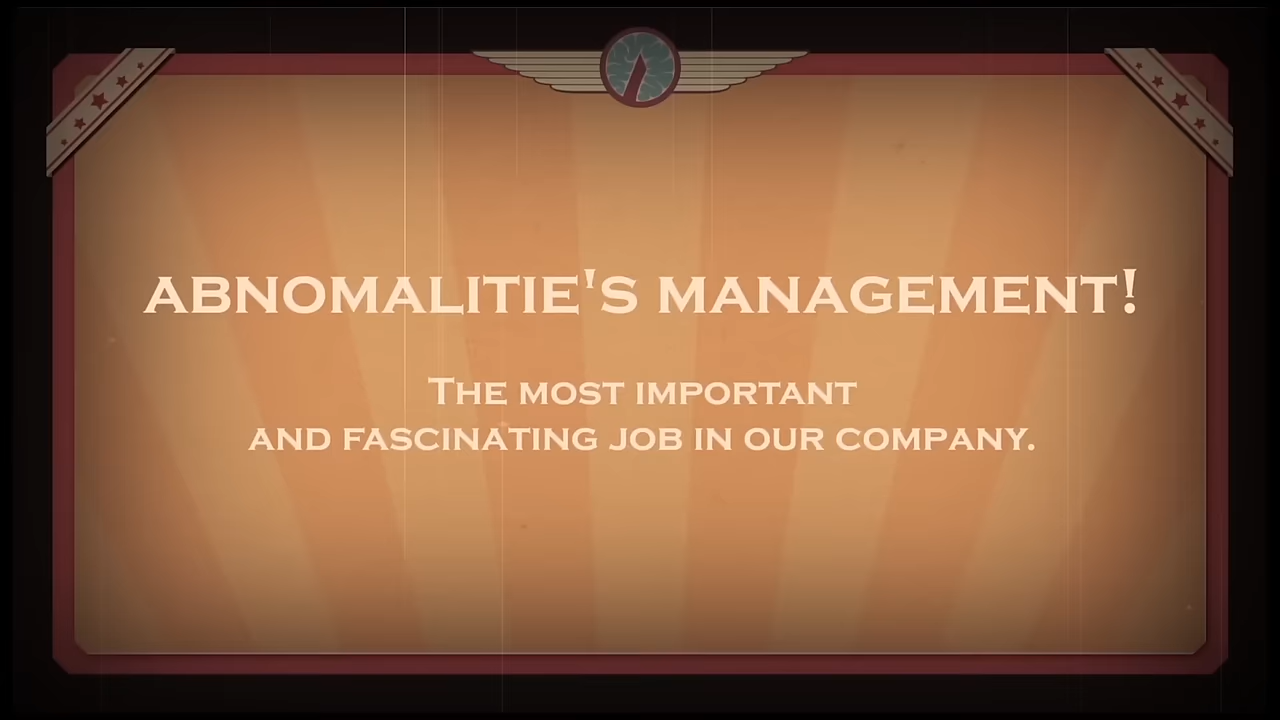 ABNOMALITIE'S MANAGEMENT!
THE MOST IMPORTANT
AND FASCINATING JOB IN OUR COMPANY.